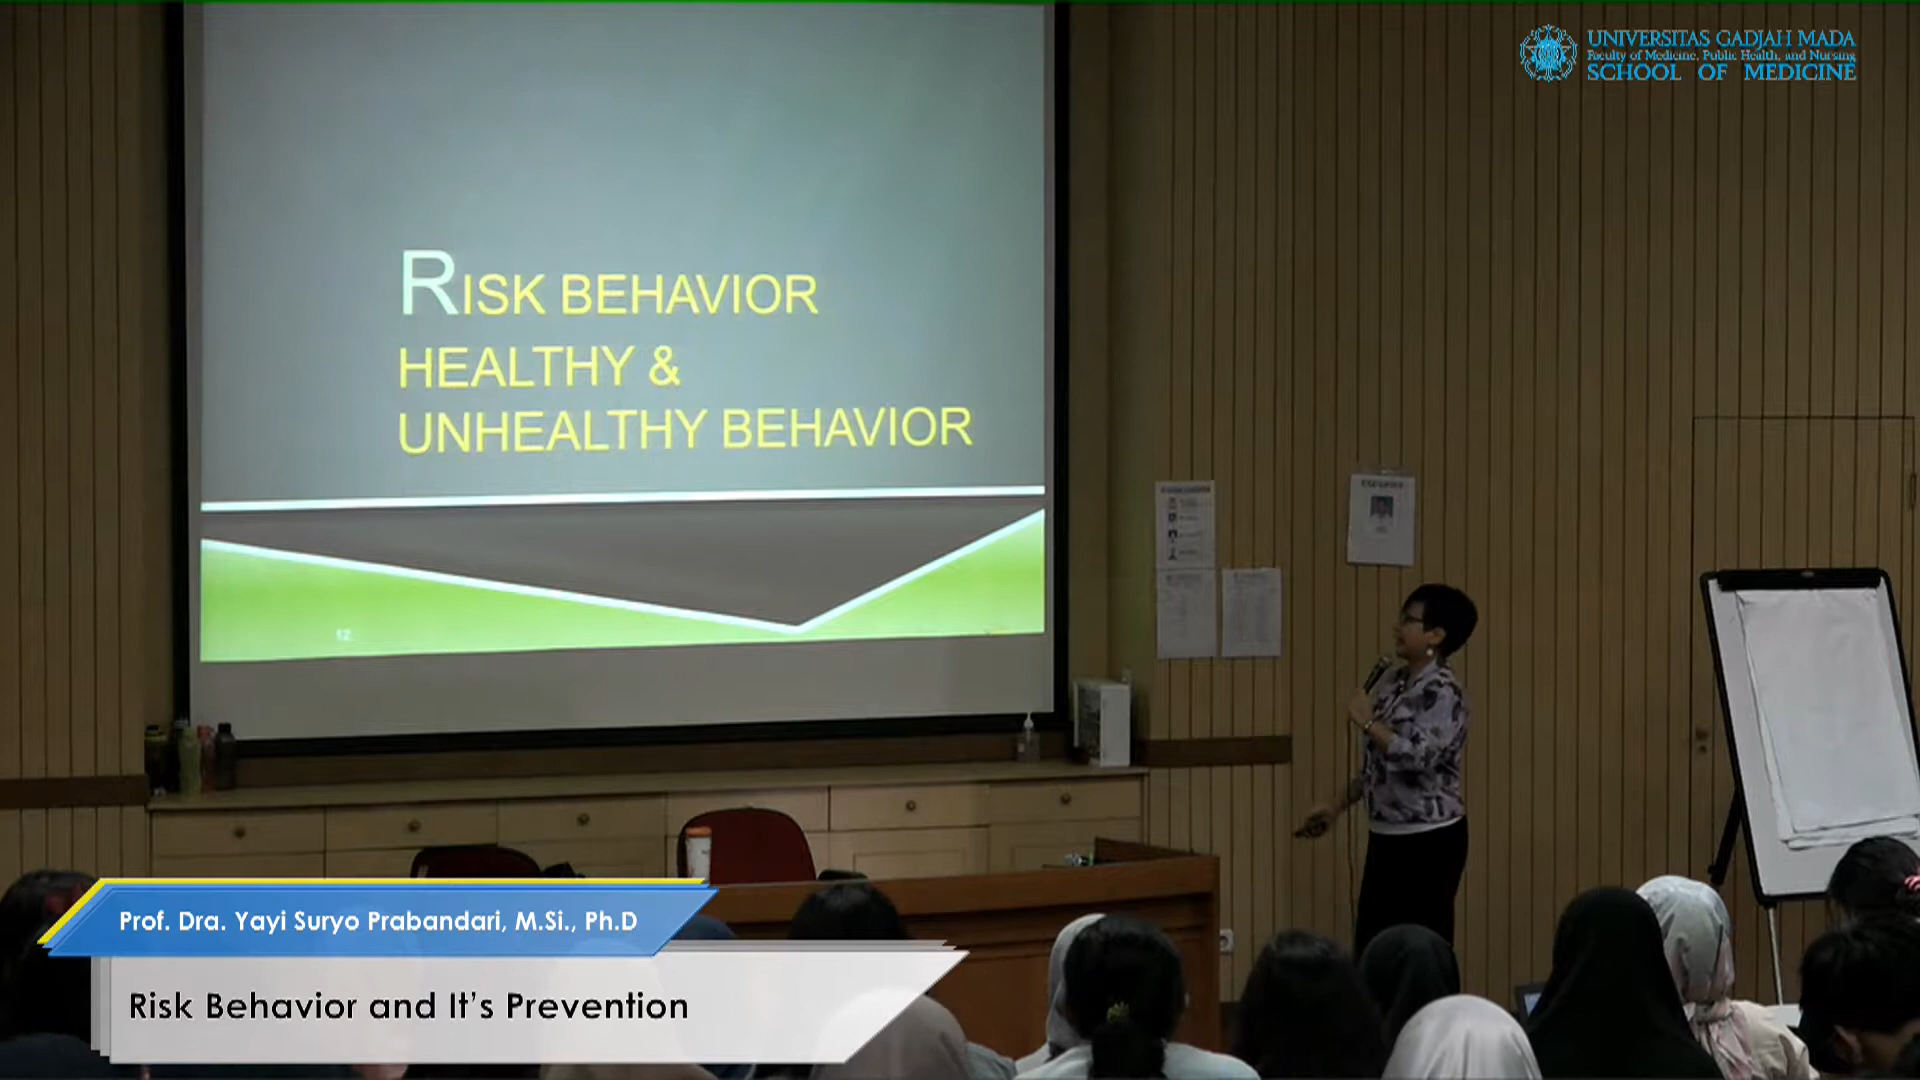 UNIVERSITAS GADJAH MADA
Faculty of Medicine, Public Health, and Nursing
SCHOOL OF MEDICINE
RISK BEHAVIOR
HEALTHY &
UNHEALTHY BEHAVIOR
12
Prof. Dra. Yayi Suryo Prabandari, M.Si., Ph.D
Risk Behavior and It's Prevention